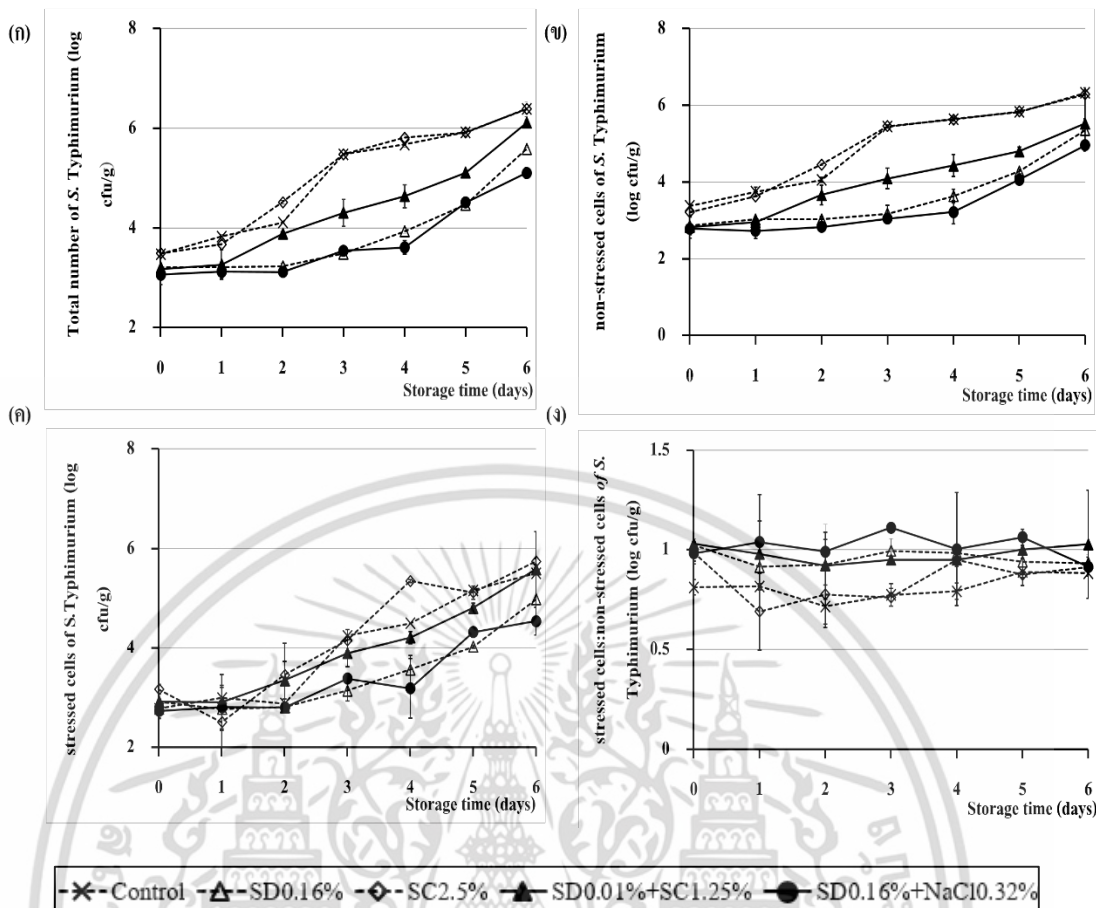 (ก)
Total number of S. Typhimurium (log
cfu/g)
8
6
4
2
0 1 2 3 4 5 6
Storage time (days)
(ข)
non-stressed cells of S. Typhimurium
(log cfu/g)
8
6
4
2
0
0 1 2 3 4 5 6
Storage time (days)
(ค)
stressed cells of S.Typhimurium (log
cfu/g)
8
6
4
2
0 1 2 3 4 5 6
Storage time (days)
(ง)
stressed cells:non-stressed cells of S.
Typhimurium (log cfu/g)
1.5
1
0.5
0
0 1 2 3 4 5 6
Storage time (days)
Control SD0.16% SC2.5% SD0.01%+SC1.25% SD0.16%+NaCl0.32%